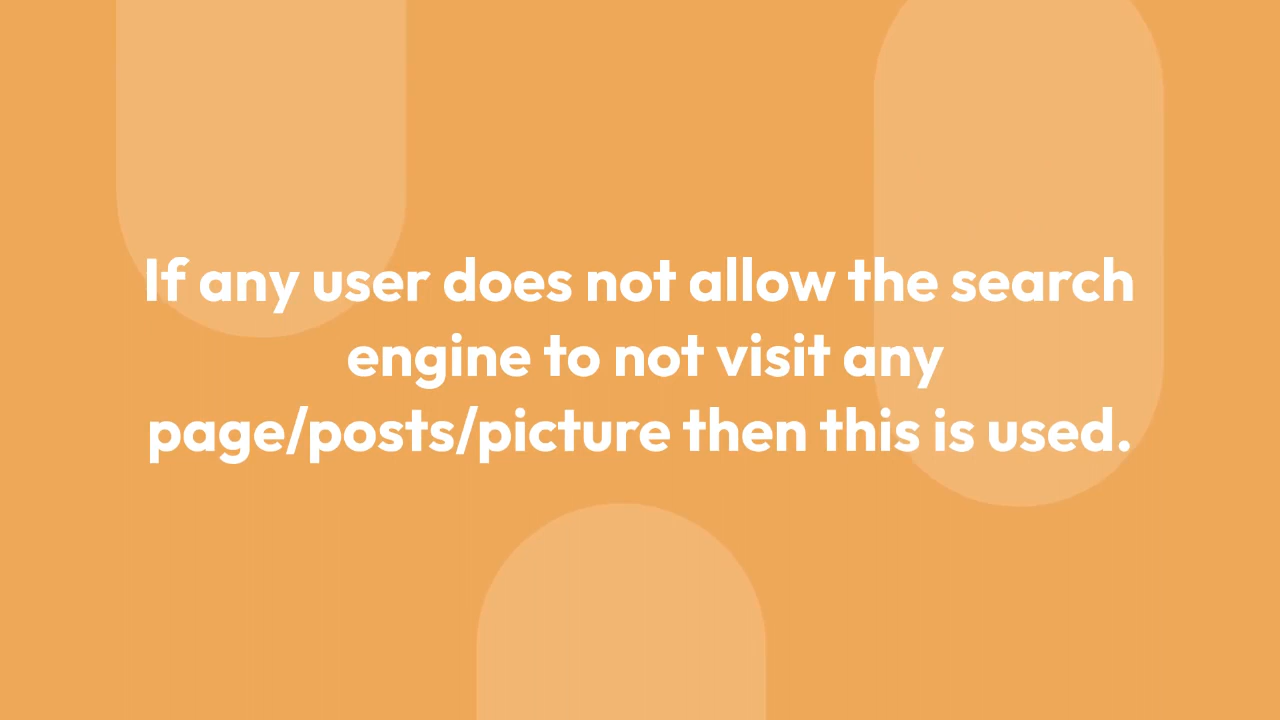 If any user does not allow the search
engine to not visit any
page/posts/picture then this is used.